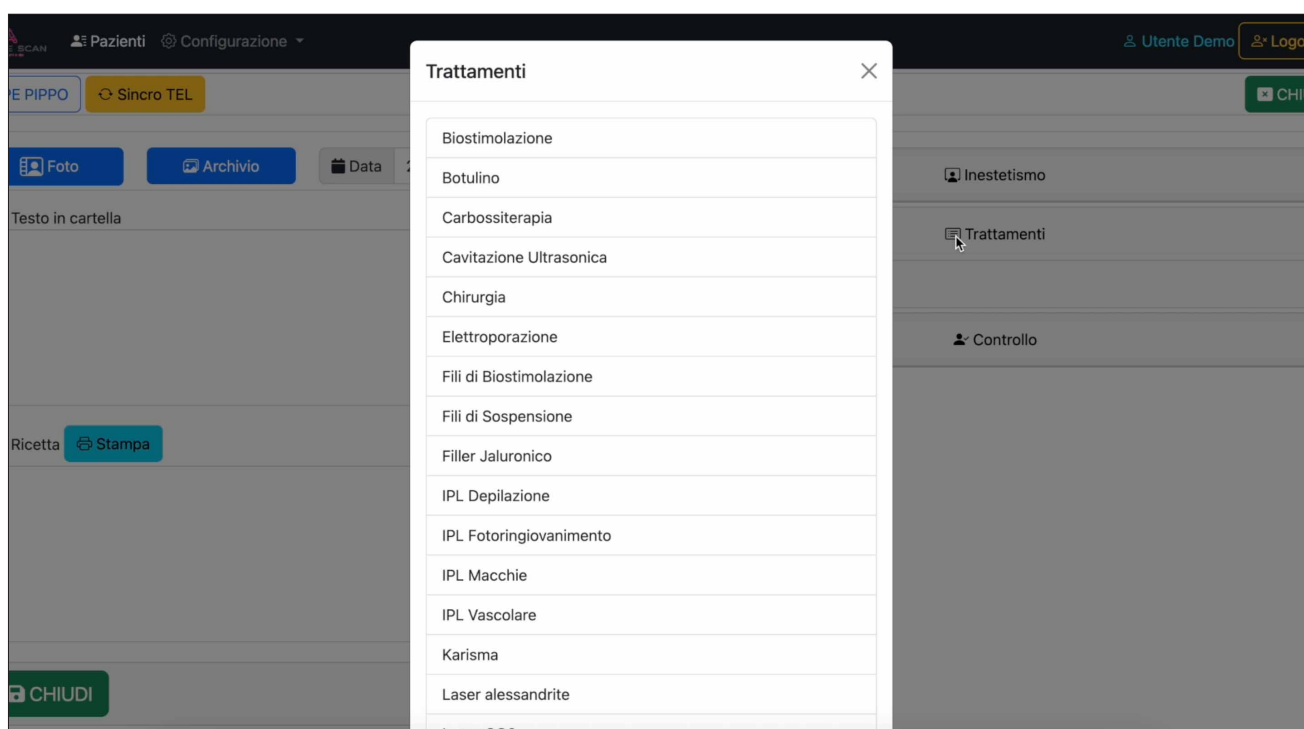 SCAN
Pazienti
Configurazione
Utente Demo
Logo
E PIPPO
Sincro TEL
CHI
Foto
Archivio
Data
Testo in cartella
Ricetta
Stampa
CHIUDI
Trattamenti
Biostimolazione
Botulino
Carbossiterapia
Cavitazione Ultrasonica
Chirurgia
Elettroporazione
Fili di Biostimolazione
Fili di Sospensione
Filler Jaluronico
IPL Depilazione
IPL Fotoringiovanimento
IPL Macchie
IPL Vascolare
Karisma
Laser alessandrite
Inestetismo
Trattamenti
Controllo